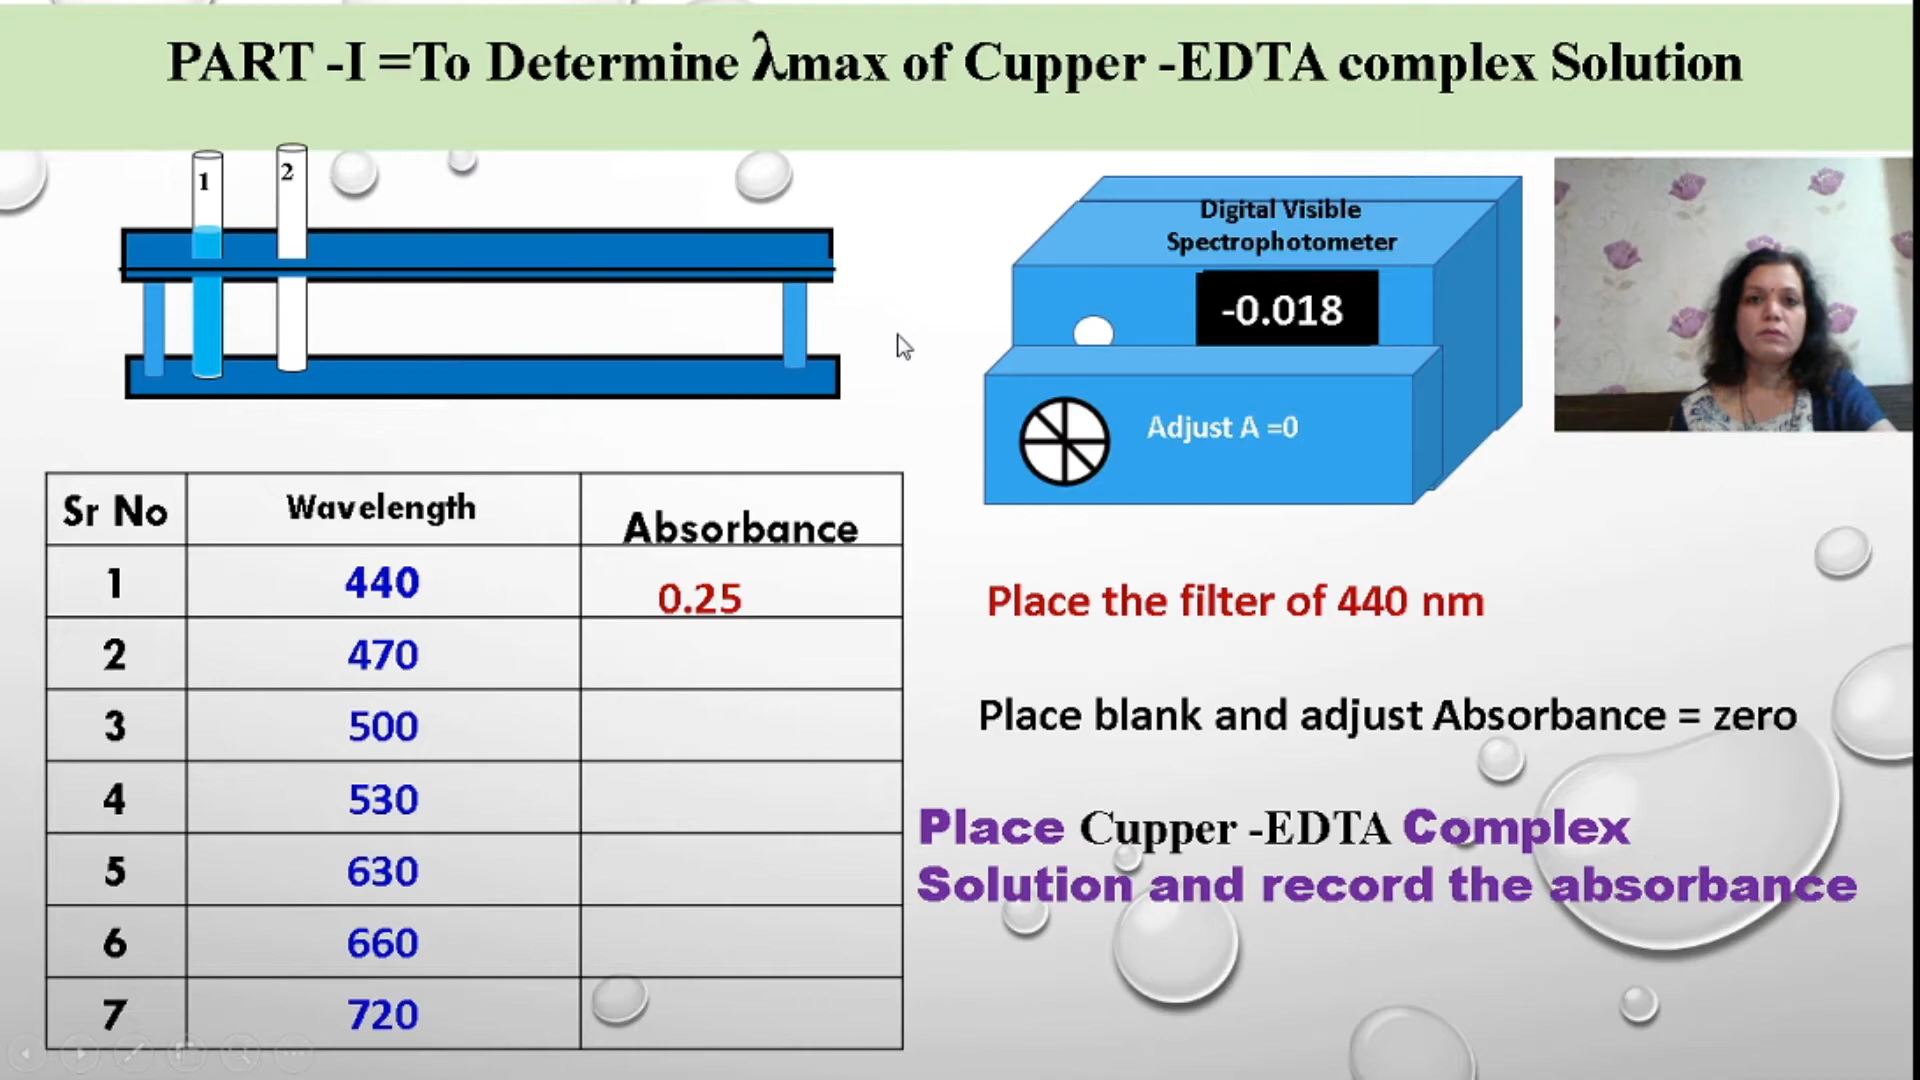 PART -I =To Determine λmax of Cupper -EDTA complex Solution
1
2
Digital Visible
Spectrophotometer
-0.018
Adjust A =0
Sr No Wavelength Absorbance
1 440 0.25
2 470
3 500
4 530
5 630
6 660
7 720
Place the filter of 440 nm
Place blank and adjust Absorbance = zero
Place Cupper -EDTA Complex
Solution and record the absorbance